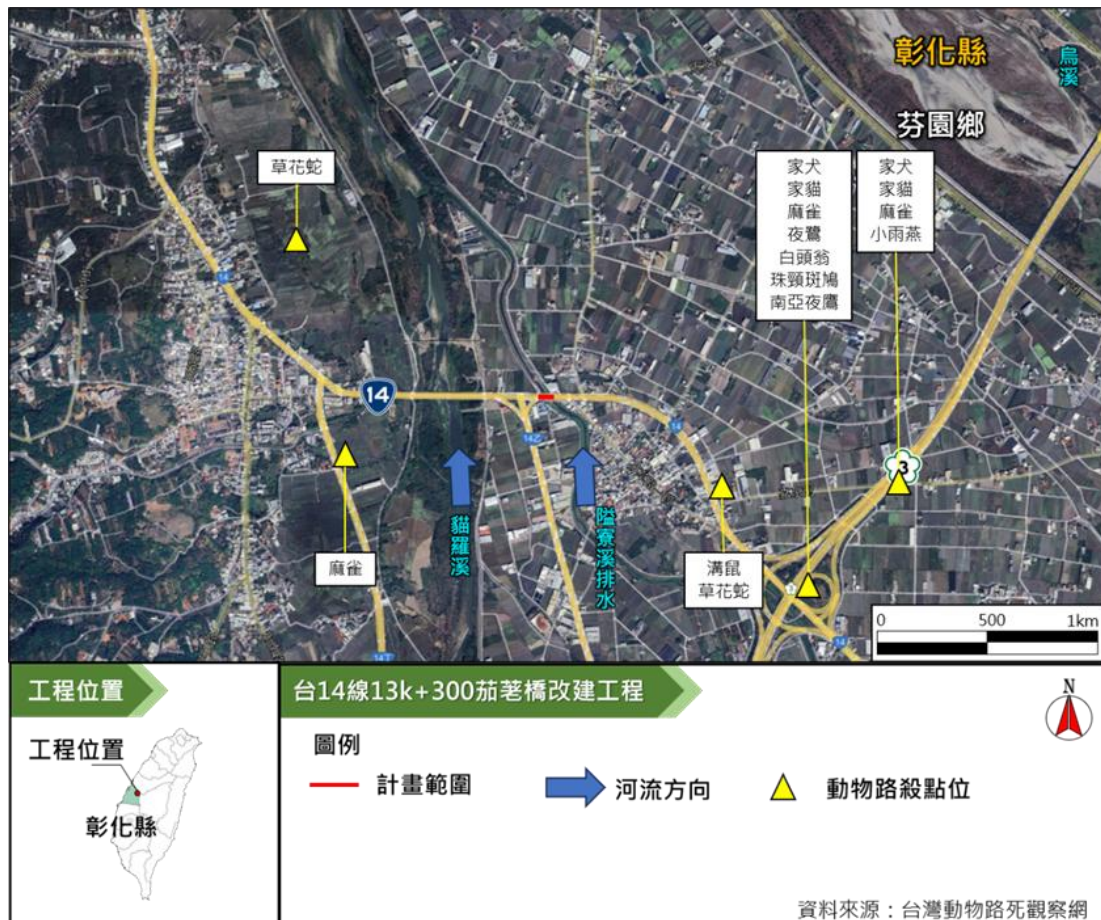 彰化縣
烏溪
芬園鄉
草花蛇
家犬
家貓
麻雀
夜鷺
白頭翁
珠頸斑鳩
南亞夜鷹
家犬
家貓
麻雀
小雨燕
14
14
14
14乙
3
貓羅溪
隘寮溪排水
麻雀
溝鼠
草花蛇
14丁
14
0 500 1km
工程位置
工程位置
彰化縣
台14線13k+300茄荖橋改建工程
N
圖例
計畫範圍
河流方向
動物路殺點位
資料來源：台灣動物路死觀察網